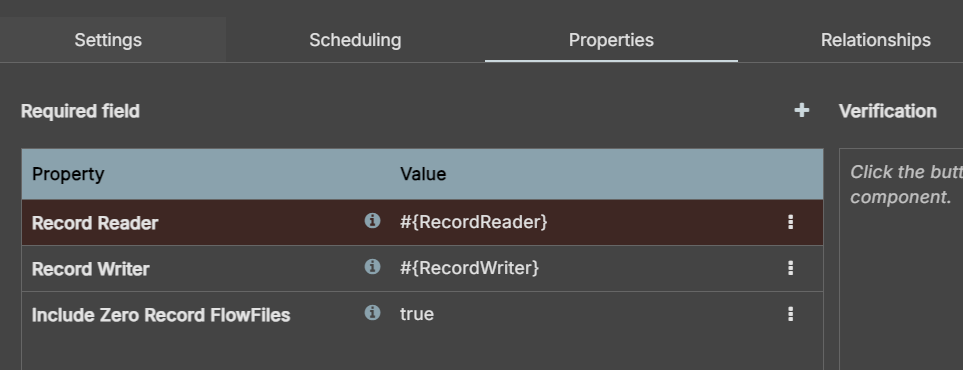 Settings Scheduling Properties Relationships
Required field Verification
Property Value
Click the butt
component.
Record Reader #{RecordReader}
Record Writer #{RecordWriter}
Include Zero Record FlowFiles true